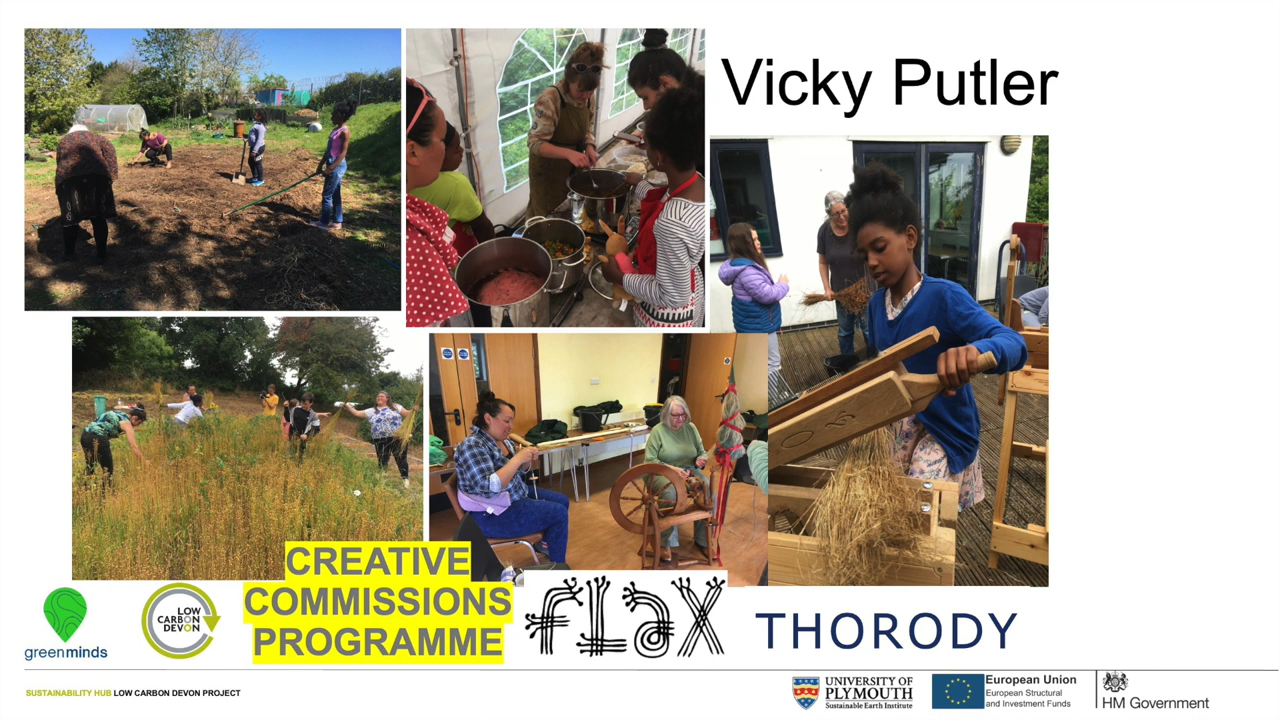 Vicky Putler
CREATIVE
COMMISSIONS
PROGRAMME
FLAX
THORODY
greenminds
LOW
CARBON
DEVON
SUSTAINABILITY HUB LOW CARBON DEVON PROJECT
UNIVERSITY OF
PLYMOUTH
Sustainable Earth Institute
European Union
European Structural
and Investment Funds
HM Government